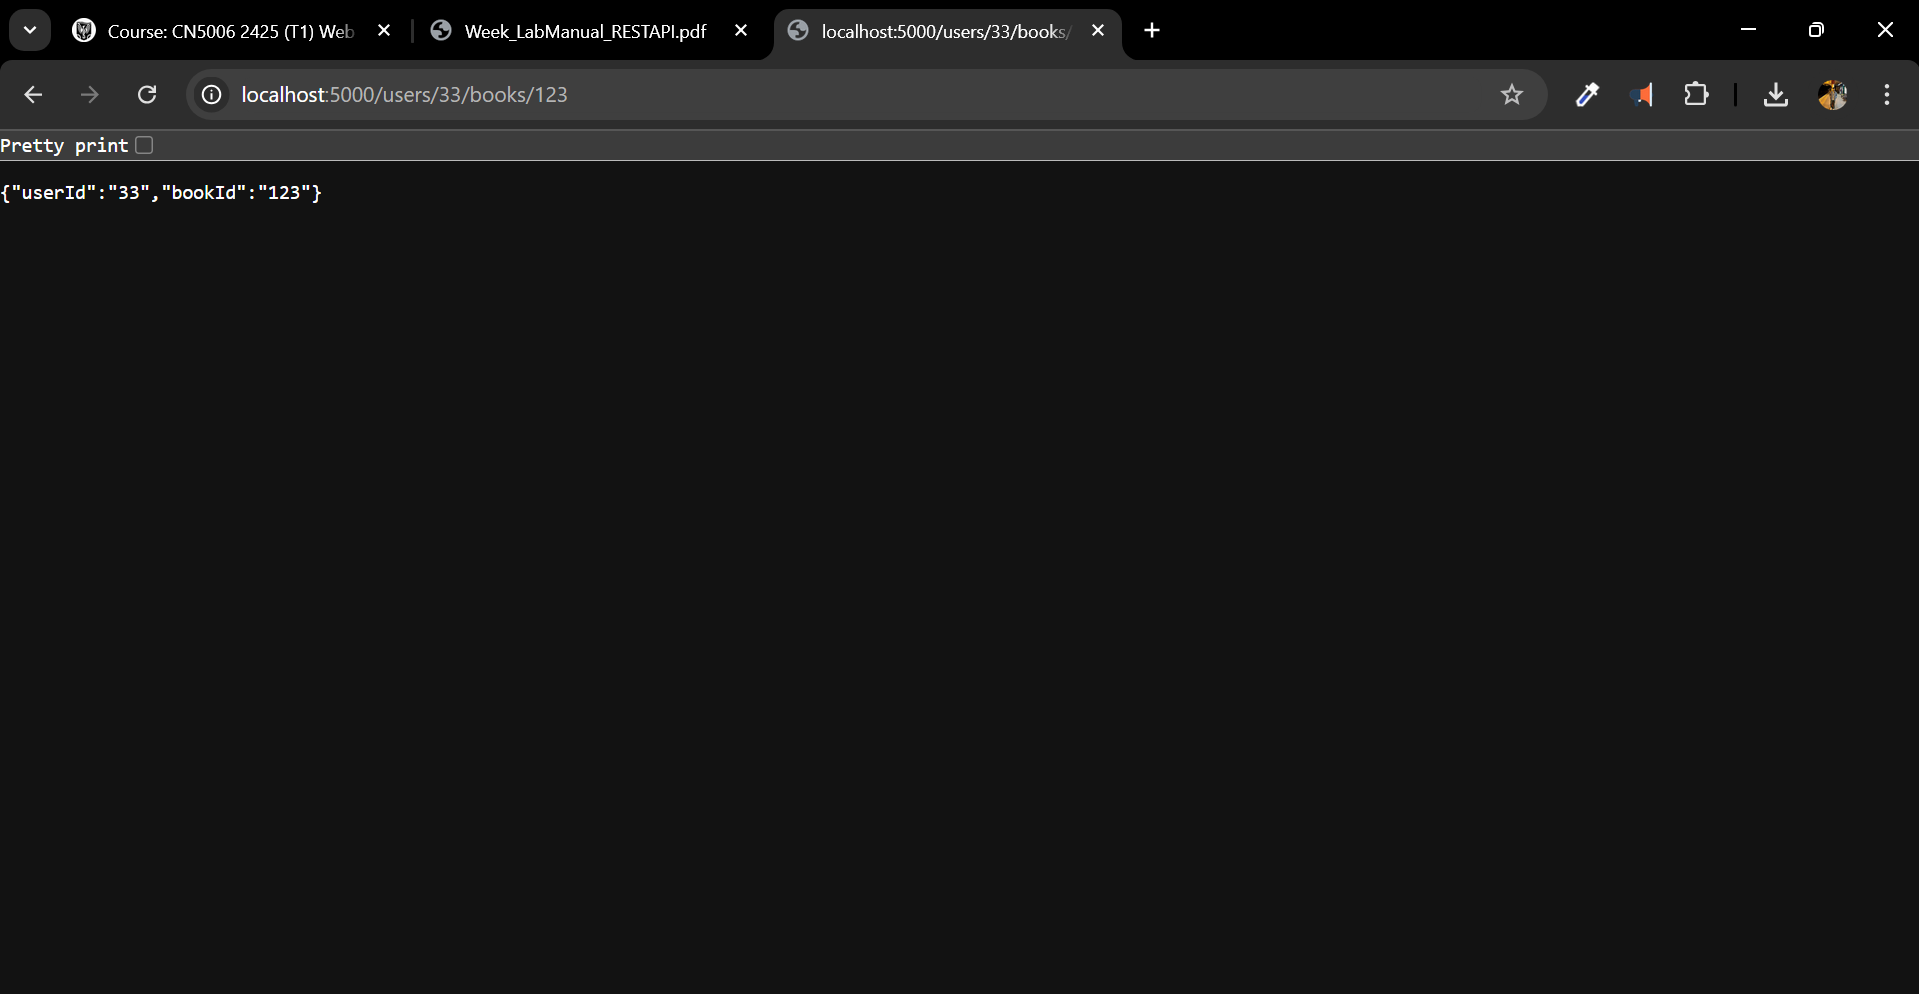 Course: CN5006 2425 (T1) Web
Week_LabManual_RESTAPI.pdf
localhost:5000/users/33/books/
localhost:5000/users/33/books/123
Pretty print
{"userId":"33","bookId":"123"}